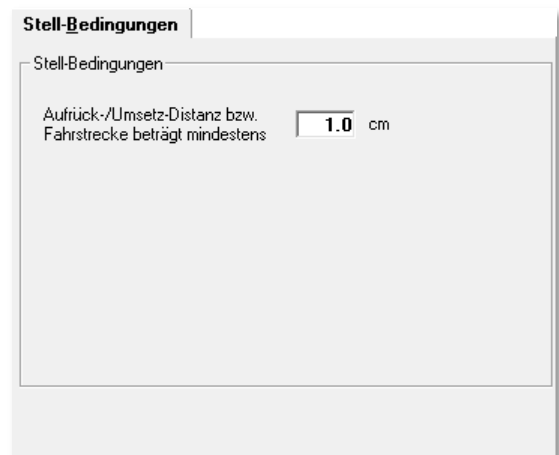 Stell-Bedingungen
Stell-Bedingungen
Aufrück-/Umsetz-Distanz bzw.
Fahrstrecke beträgt mindestens 1.0 cm